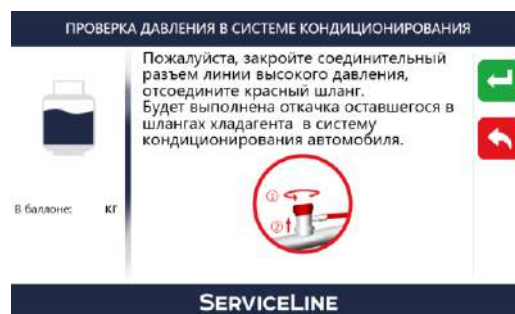 ПРОВЕРКА ДАВЛЕНИЯ В СИСТЕМЕ КОНДИЦИОНИРОВАНИЯ
Пожалуйста, закройте соединительный
разъем линии высокого давления,
отсоедините красный шланг.
Будет выполнена откачка оставшегося в
шлангах хладагента в систему
кондиционирования автомобиля.
В баллоне: кг
①
②
SERVICELINE